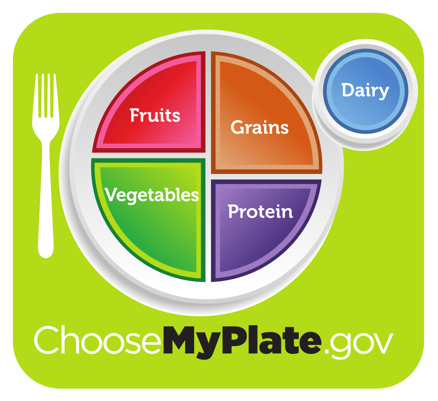 Dairy
Fruits
Grains
Vegetables
Protein
ChooseMyPlate.gov